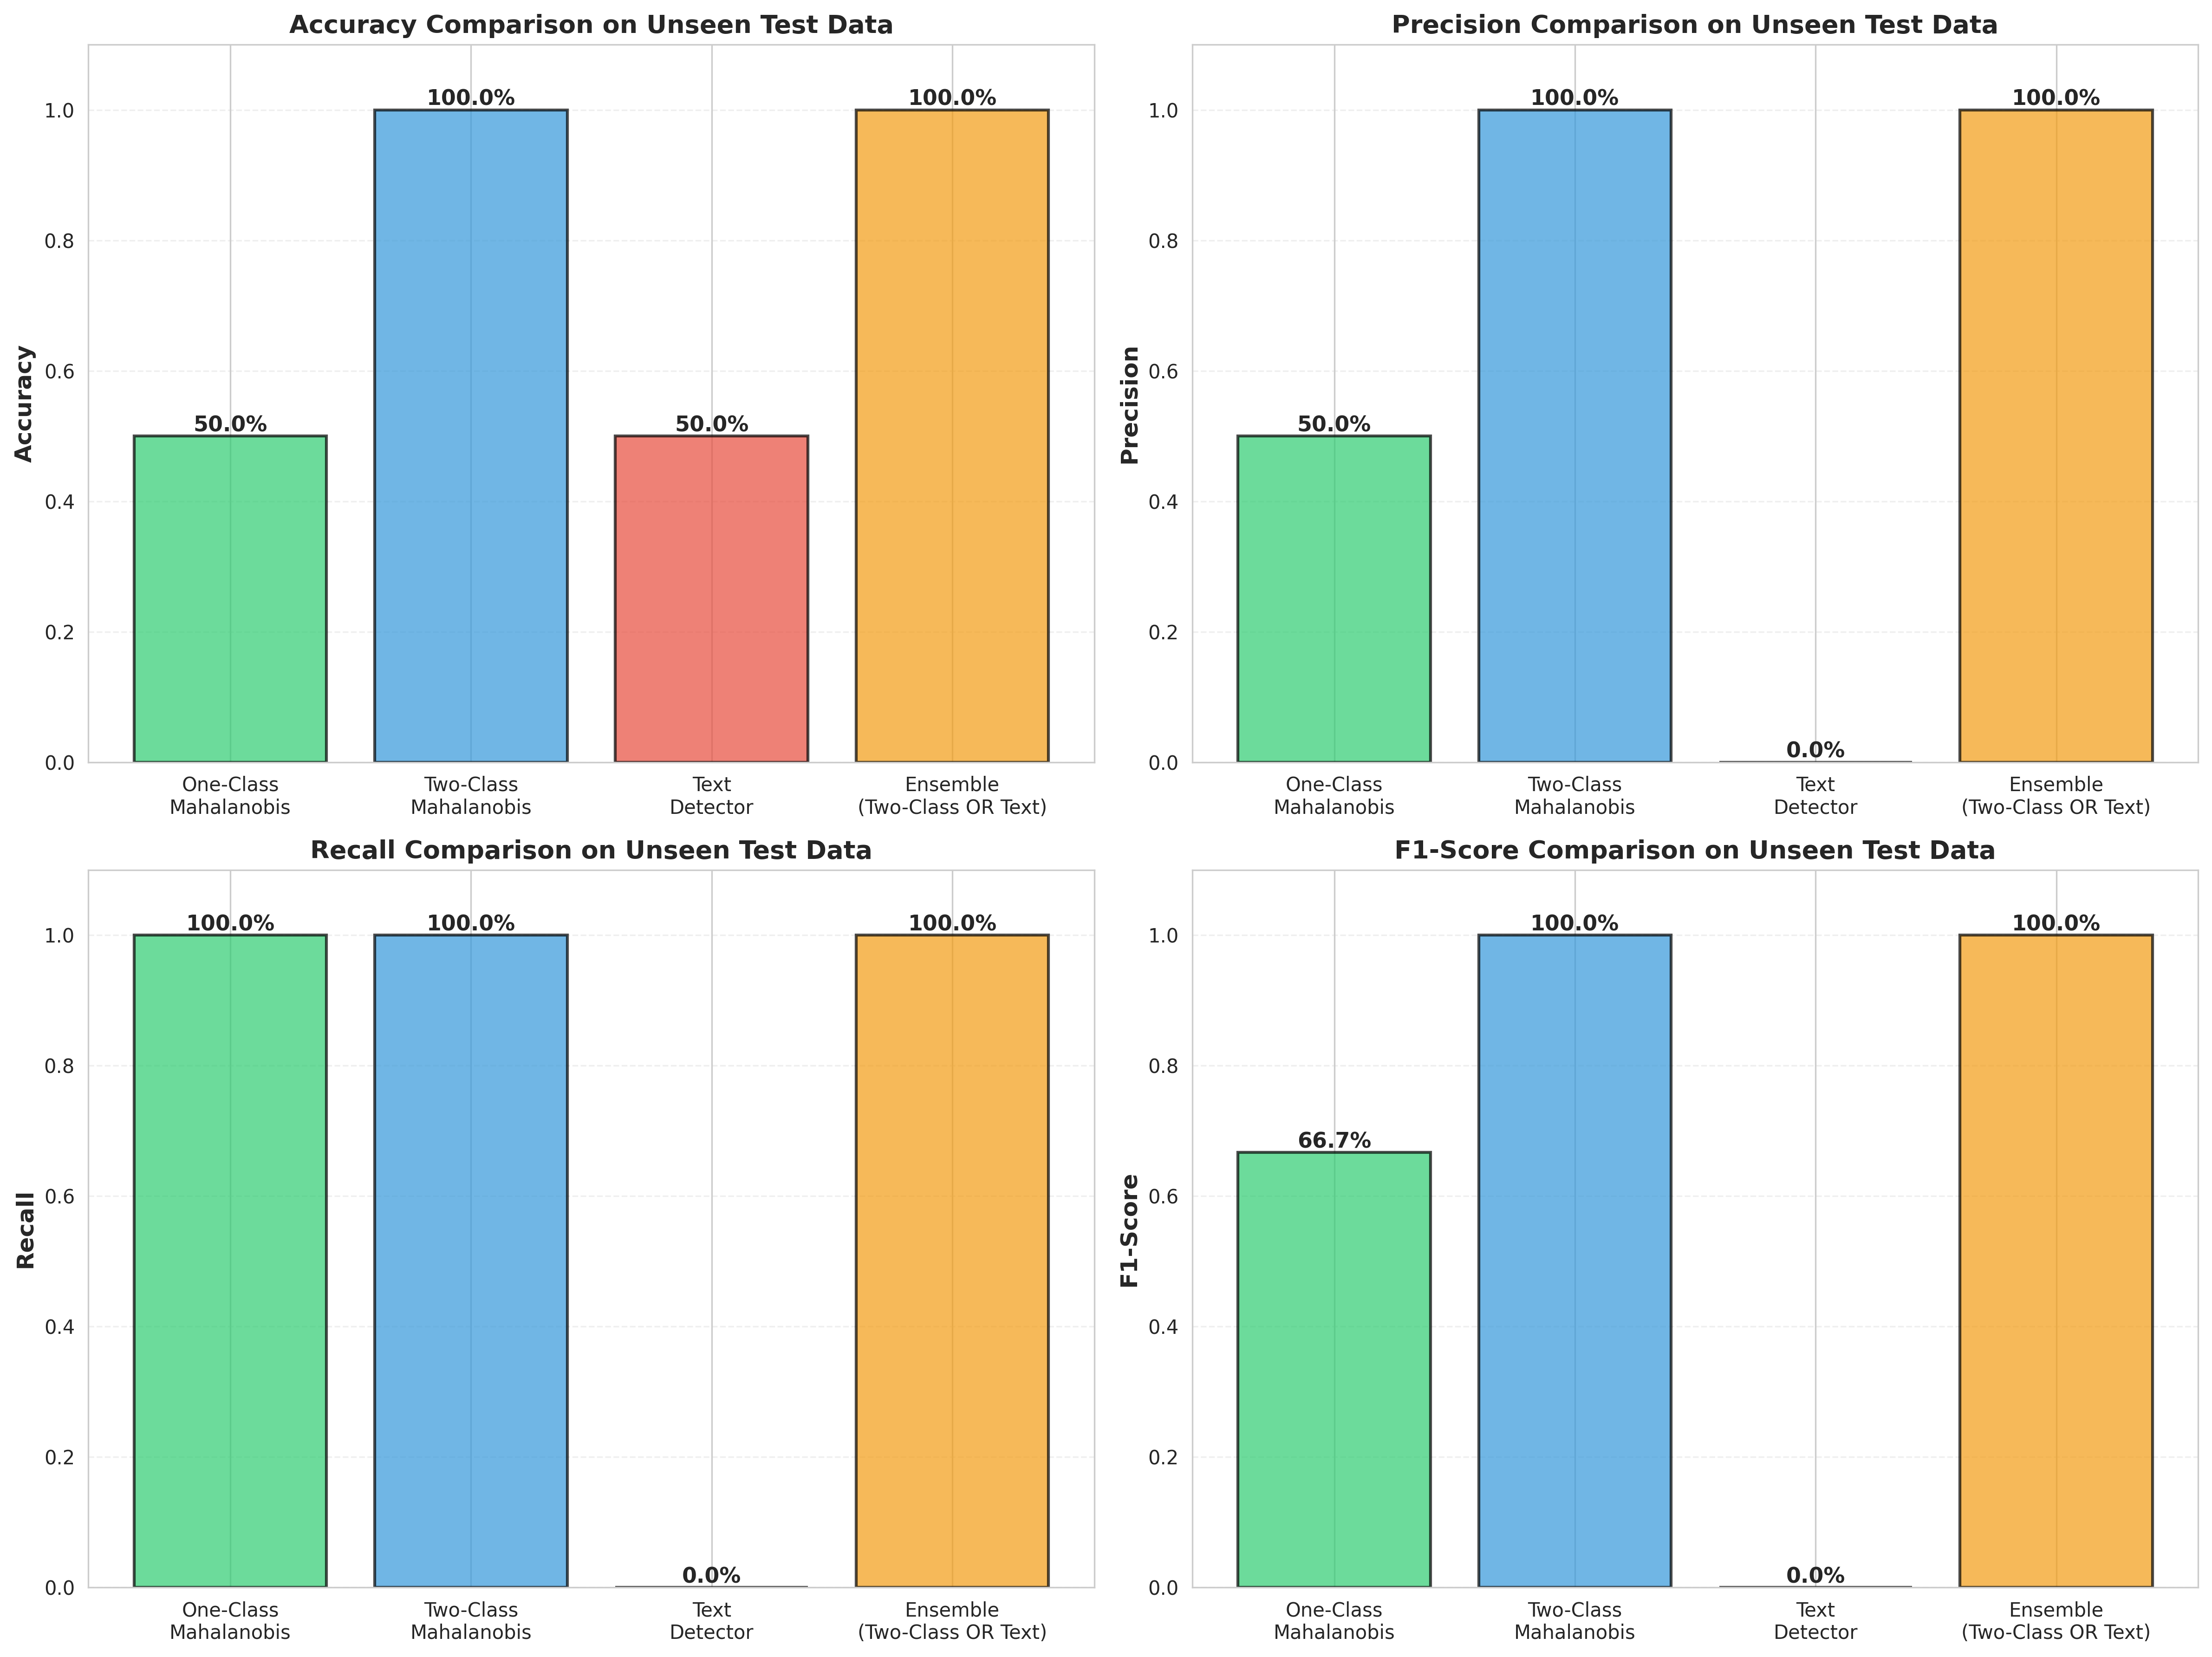 Accuracy Comparison on Unseen Test Data
Accuracy
1.0
0.8
0.6
0.4
0.2
0.0
50.0%
100.0%
50.0%
100.0%
One-Class
Mahalanobis
Two-Class
Mahalanobis
Text
Detector
Ensemble
(Two-Class OR Text)
Precision Comparison on Unseen Test Data
Precision
1.0
0.8
0.6
0.4
0.2
0.0
50.0%
100.0%
0.0%
100.0%
One-Class
Mahalanobis
Two-Class
Mahalanobis
Text
Detector
Ensemble
(Two-Class OR Text)
Recall Comparison on Unseen Test Data
Recall
1.0
0.8
0.6
0.4
0.2
0.0
100.0%
100.0%
0.0%
100.0%
One-Class
Mahalanobis
Two-Class
Mahalanobis
Text
Detector
Ensemble
(Two-Class OR Text)
F1-Score Comparison on Unseen Test Data
F1-Score
1.0
0.8
0.6
0.4
0.2
0.0
66.7%
100.0%
0.0%
100.0%
One-Class
Mahalanobis
Two-Class
Mahalanobis
Text
Detector
Ensemble
(Two-Class OR Text)